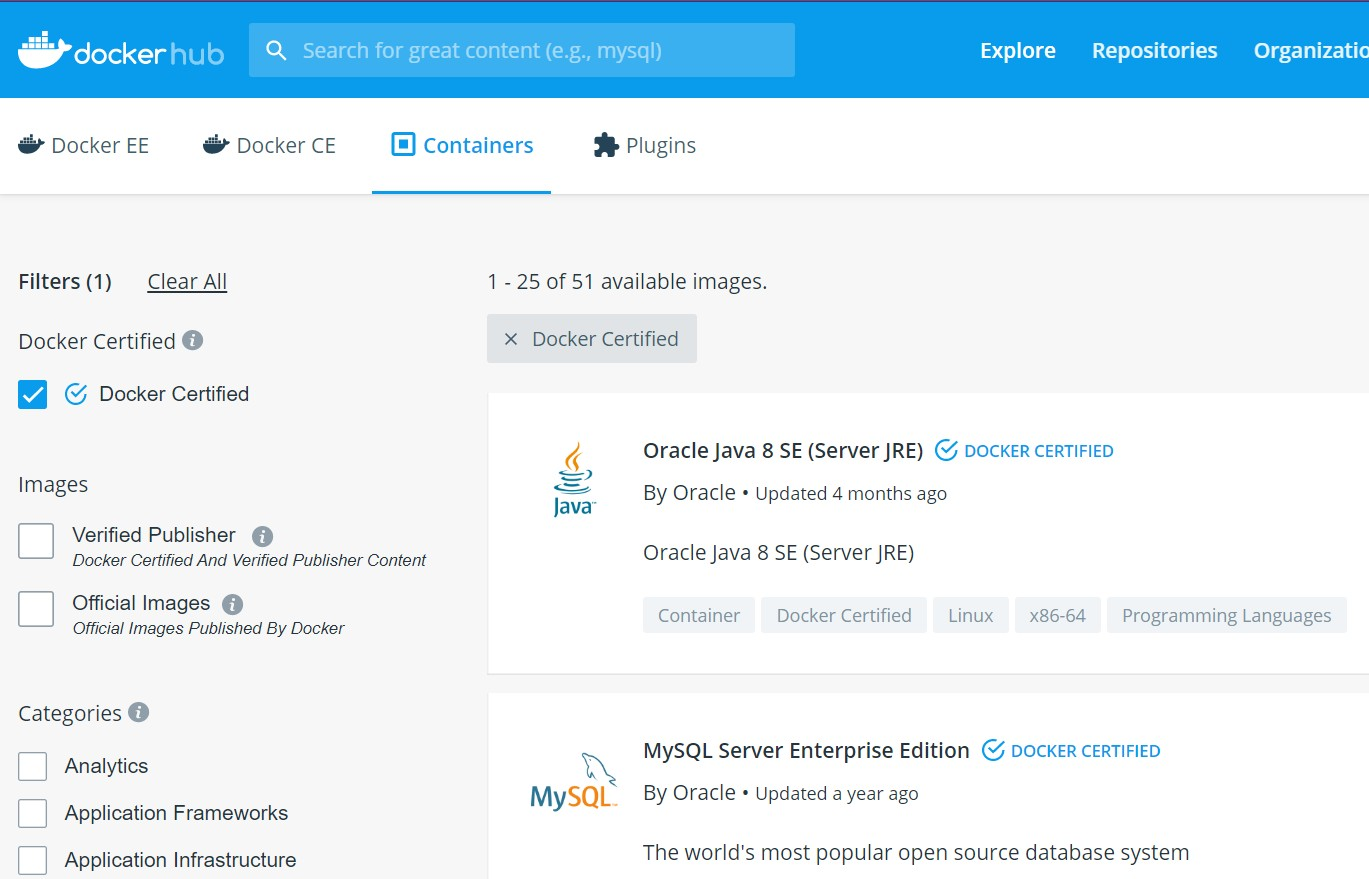 docker hub
Search for great content (e.g., mysql)
Explore
Repositories
Organizatio
Docker EE
Docker CE
Containers
Plugins
Filters (1)
Clear All
Docker Certified
Docker Certified
Images
Verified Publisher
Docker Certified And Verified Publisher Content
Official Images
Official Images Published By Docker
Categories
Analytics
Application Frameworks
Application Infrastructure
1 - 25 of 51 available images.
Docker Certified
Java
Oracle Java 8 SE (Server JRE)
DOCKER CERTIFIED
By Oracle • Updated 4 months ago
Oracle Java 8 SE (Server JRE)
Container
Docker Certified
Linux
x86-64
Programming Languages
MySQL
MySQL Server Enterprise Edition
DOCKER CERTIFIED
By Oracle • Updated a year ago
The world's most popular open source database system